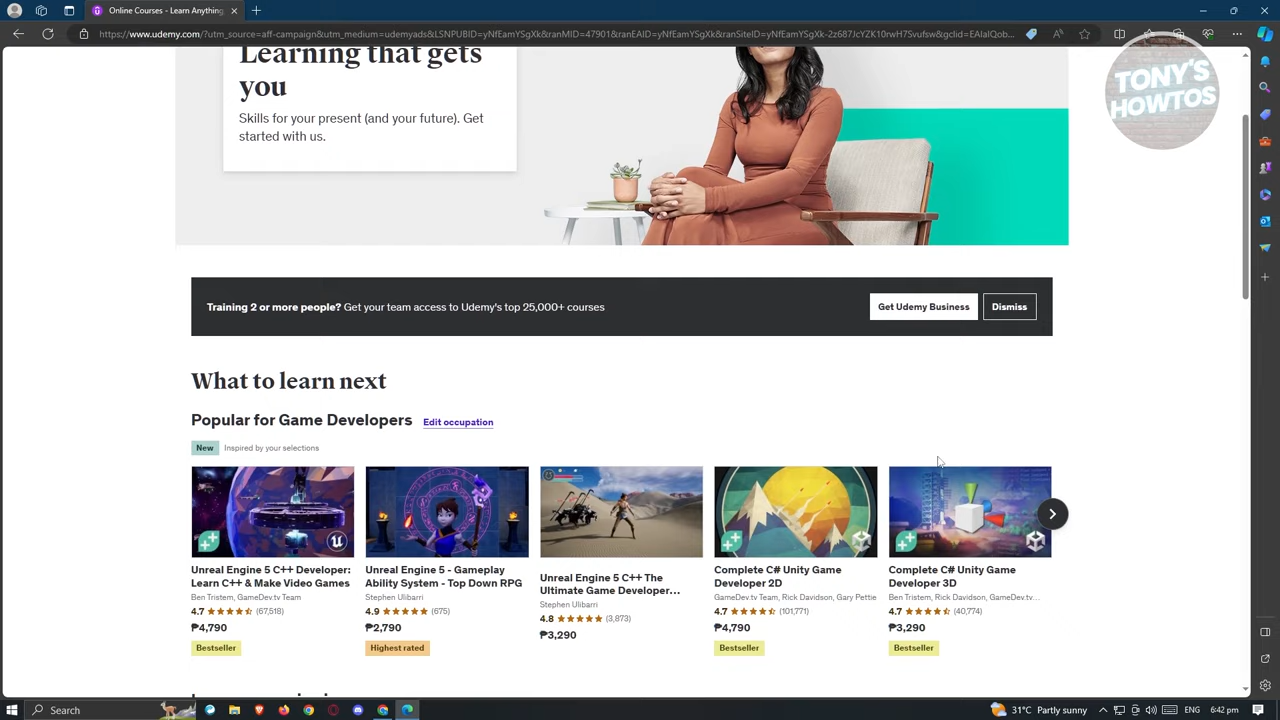 Online Courses - Learn Anythin
https://www.udemy.com/?utm_source=aff-campaign&utm_medium=udemyads&LSNPUBID=yNfEamYSgXk&ranMID=47901&ranEAID=yNfEamYSgXk&ranSiteID=yNfEamYSgXk-2z687JcYZK10rwH7Svufsw&gclid=EAIaIQob...
TONY'S
HOWTOS
Learning that gets
you
Skills for your present (and your future). Get
started with us.
Training 2 or more people? Get your team access to Udemy's top 25,000+ courses
Get Udemy Business
Dismiss
What to learn next
Popular for Game Developers
Edit occupation
New
Inspired by your selections
Unreal Engine 5 C++ Developer:
Learn C++ & Make Video Games
Ben Tristem, GameDev.tv Team
4.7
(67,518)
₱4,790
Bestseller
Unreal Engine 5 - Gameplay
Ability System - Top Down RPG
Stephen Ulibarri
4.9
(675)
₱2,790
Highest rated
Unreal Engine 5 C++ The
Ultimate Game Developer...
Stephen Ulibarri
4.8
(3,873)
₱3,290
Complete C# Unity Game
Developer 2D
GameDev.tv Team, Rick Davidson, Gary Pettie
4.7
(101,771)
₱4,790
Bestseller
Complete C# Unity Game
Developer 3D
Ben Tristem, Rick Davidson, GameDev.tv...
4.7
(40,774)
₱3,290
Bestseller
Search
31°C Partly sunny
ENG
6:42 pm